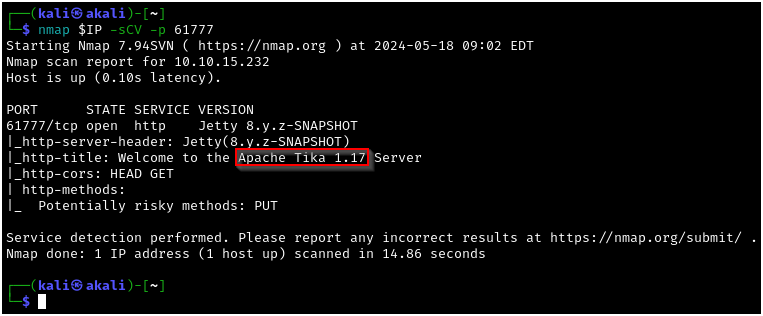 ┌──(kali㉿akali)-[~]
└─$ nmap $IP -sCV -p 61777
Starting Nmap 7.94SVN ( https://nmap.org ) at 2024-05-18 09:02 EDT
Nmap scan report for 10.10.15.232
Host is up (0.10s latency).

PORT      STATE SERVICE VERSION
61777/tcp open  http    Jetty 8.y.z-SNAPSHOT
|_http-server-header: Jetty(8.y.z-SNAPSHOT)
|_http-title: Welcome to the Apache Tika 1.17 Server
|_http-cors: HEAD GET
| http-methods:
|_  Potentially risky methods: PUT

Service detection performed. Please report any incorrect results at https://nmap.org/submit/ .
Nmap done: 1 IP address (1 host up) scanned in 14.86 seconds

┌──(kali㉿akali)-[~]
└─$